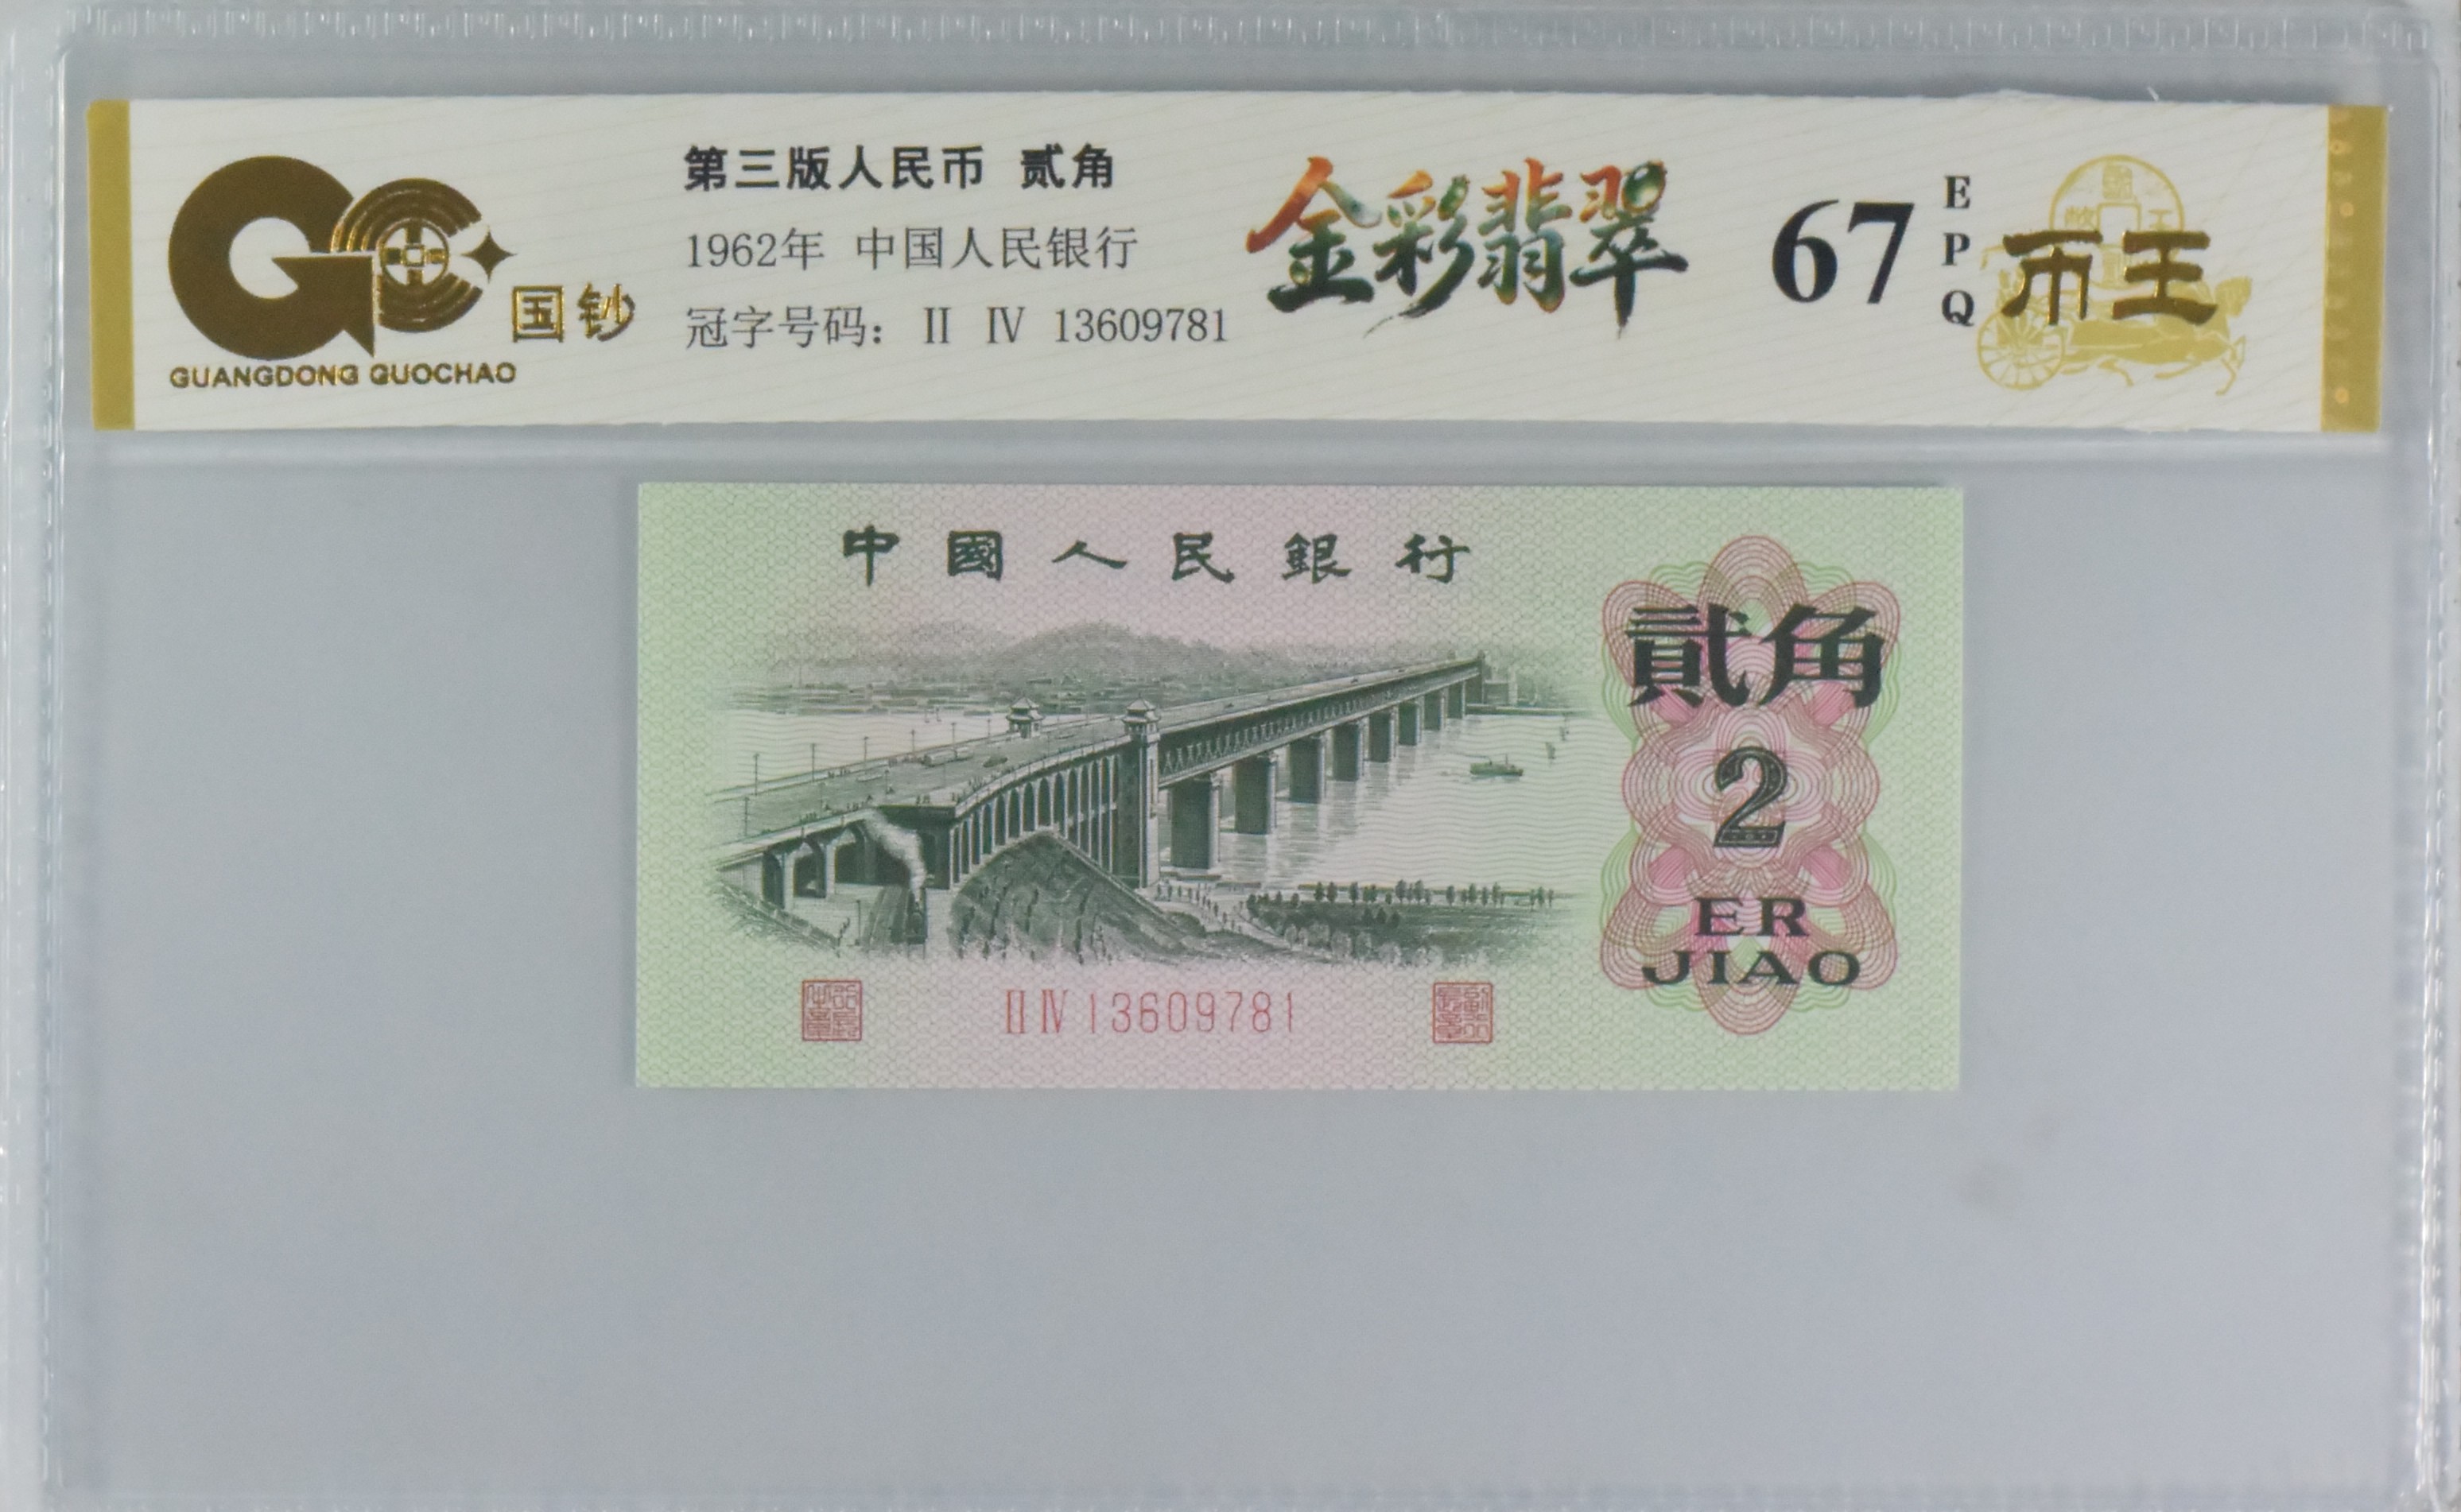 第三版人民币 贰角
1962年 中国人民银行
冠字号码： Ⅱ Ⅳ 13609781
国钞
GUANGDONG GUOCHAO
金彩翡翠
67
E
P
Q
币王
中國人民銀行
貳角
2
ER
JIAO
Ⅱ Ⅳ 13609781